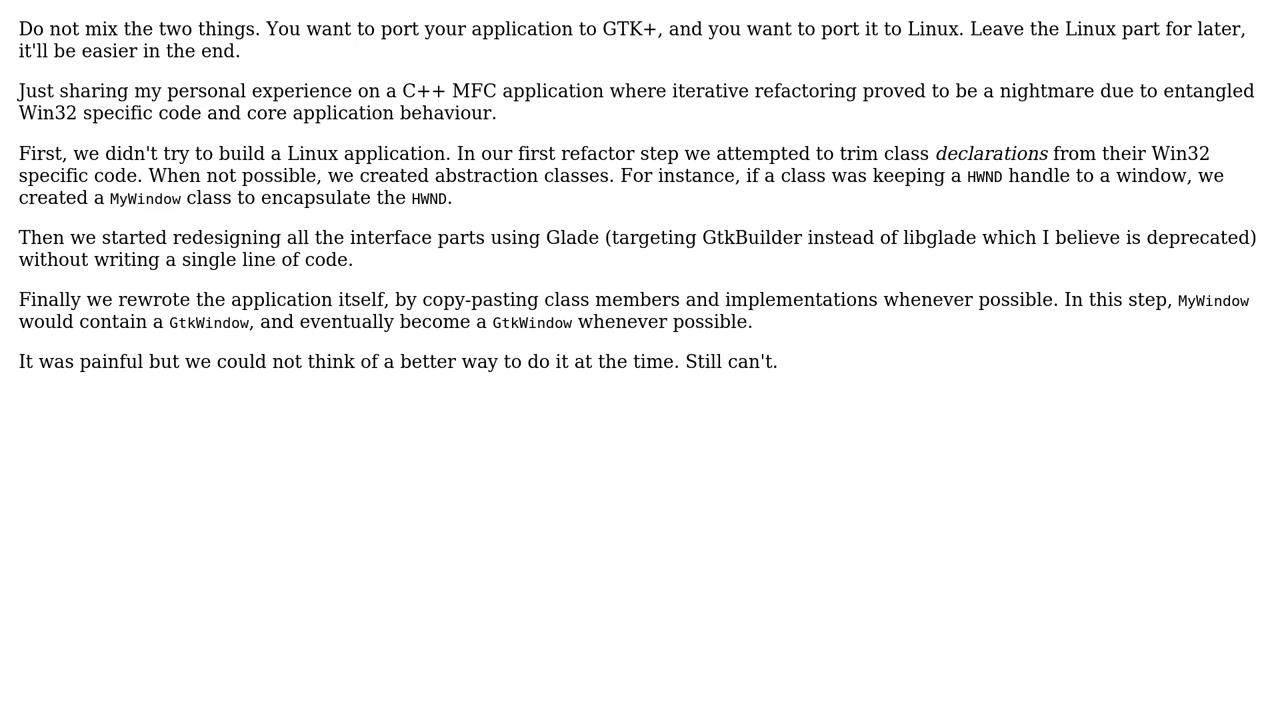 Do not mix the two things. You want to port your application to GTK+, and you want to port it to Linux. Leave the Linux part for later,
it'll be easier in the end.
Just sharing my personal experience on a C++ MFC application where iterative refactoring proved to be a nightmare due to entangled
Win32 specific code and core application behaviour.
First, we didn't try to build a Linux application. In our first refactor step we attempted to trim class declarations from their Win32
specific code. When not possible, we created abstraction classes. For instance, if a class was keeping a HWND handle to a window, we
created a MyWindow class to encapsulate the HWND.
Then we started redesigning all the interface parts using Glade (targeting GtkBuilder instead of libglade which I believe is deprecated)
without writing a single line of code.
Finally we rewrote the application itself, by copy-pasting class members and implementations whenever possible. In this step, MyWindow
would contain a GtkWindow, and eventually become a GtkWindow whenever possible.
It was painful but we could not think of a better way to do it at the time. Still can't.